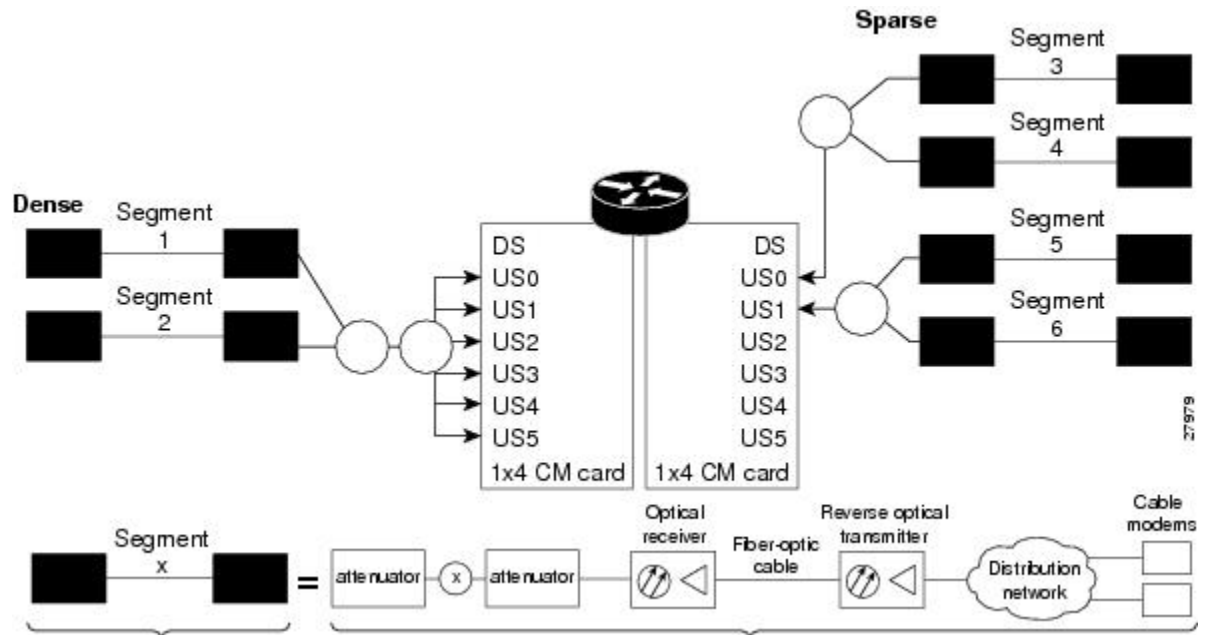 Sparse
Segment
3
Segment
4
Segment
5
Segment
6
Dense
Segment
1
Segment
2
DS
US0
US1
US2
US3
US4
US5
1x4 CM card
DS
US0
US1
US2
US3
US4
US5
1x4 CM card
27979
Segment
x
=
attenuator
x
attenuator
Optical
receiver
Fiber-optic
cable
Reverse optical
transmitter
Distribution
network
Cable
modems